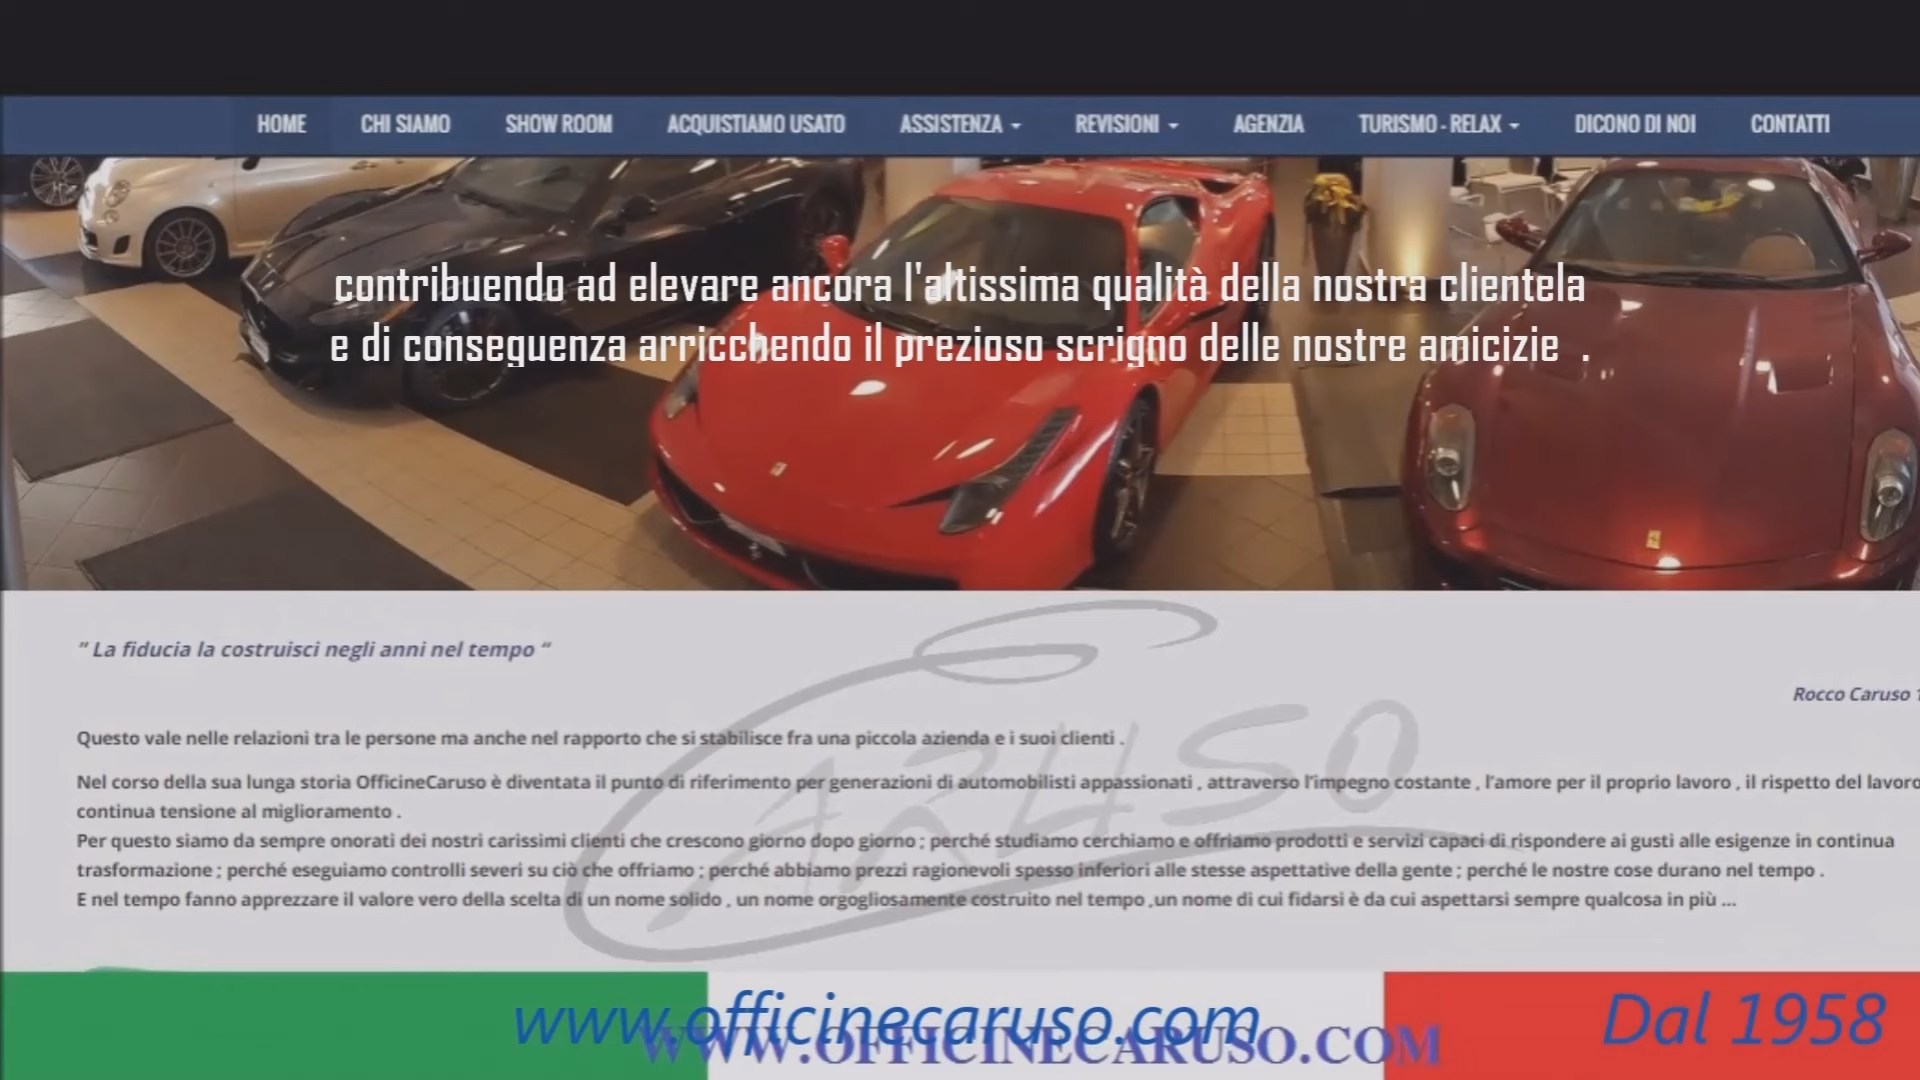 HOME CHI SIAMO SHOW ROOM ACQUISTIAMO USATO ASSISTENZA REVISIONI AGENZIA TURISMO - RELAX DICONO DI NOI CONTATTI
contribuendo ad elevare ancora l'altissima qualità della nostra clientela
e di conseguenza arricchendo il prezioso scrigno delle nostre amicizie .
" La fiducia la costruisci negli anni nel tempo "
Rocco Caruso
CARUSO
Questo vale nelle relazioni tra le persone ma anche nel rapporto che si stabilisce fra una piccola azienda e i suoi clienti .
Nel corso della sua lunga storia OfficineCaruso è diventata il punto di riferimento per generazioni di automobilisti appassionati , attraverso l'impegno costante , l'amore per il proprio lavoro , il rispetto del lavoro
continua tensione al miglioramento .
Per questo siamo da sempre onorati dei nostri carissimi clienti che crescono giorno dopo giorno ; perché studiamo cerchiamo e offriamo prodotti e servizi capaci di rispondere ai gusti alle esigenze in continua
trasformazione ; perché eseguiamo controlli severi su ciò che offriamo ; perché abbiamo prezzi ragionevoli spesso inferiori alle stesse aspettative della gente ; perché le nostre cose durano nel tempo .
E nel tempo fanno apprezzare il valore vero della scelta di un nome solido , un nome orgogliosamente costruito nel tempo ,un nome di cui fidarsi è da cui aspettarsi sempre qualcosa in più ...
www.officinecaruso.com Dal 1958
WWW.OFFICINECARUSO.COM